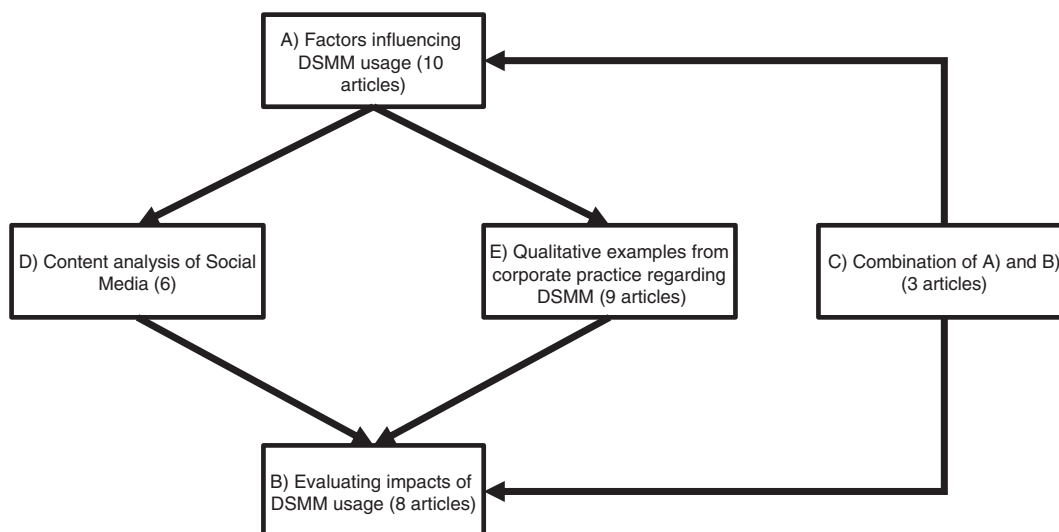 A) Factors influencing
DSMM usage (10
articles)
D) Content analysis of Social
Media (6)
E) Qualitative examples from
corporate practice regarding
DSMM (9 articles)
C) Combination of A) and B)
(3 articles)
B) Evaluating impacts of
DSMM usage (8 articles)